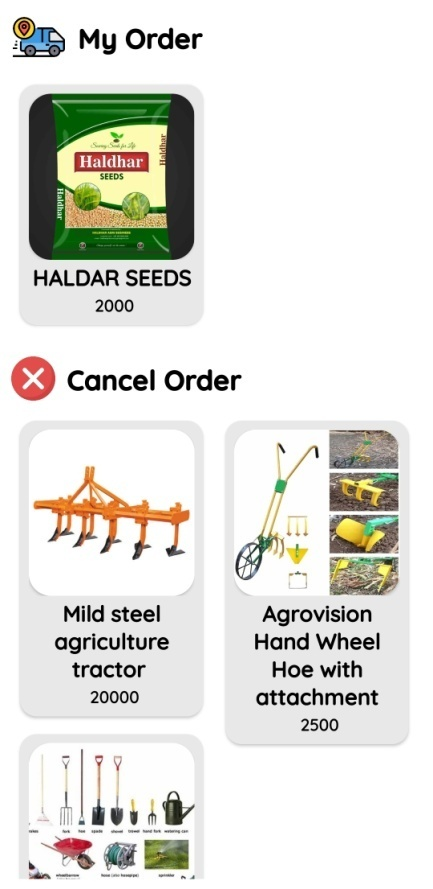 My Order
Saving Seeds for Life
Haldhar
SEEDS
Haldhar
Haldhar
HALDAR SEEDS
2000
Cancel Order
Mild steel
agriculture
tractor
20000
Agrovision
Hand Wheel
Hoe with
attachment
2500
fork
hoe
spade
shovel
trowel
hand fork
watering can
wheelbarrow
hose (also hosepipe)
sprinkler